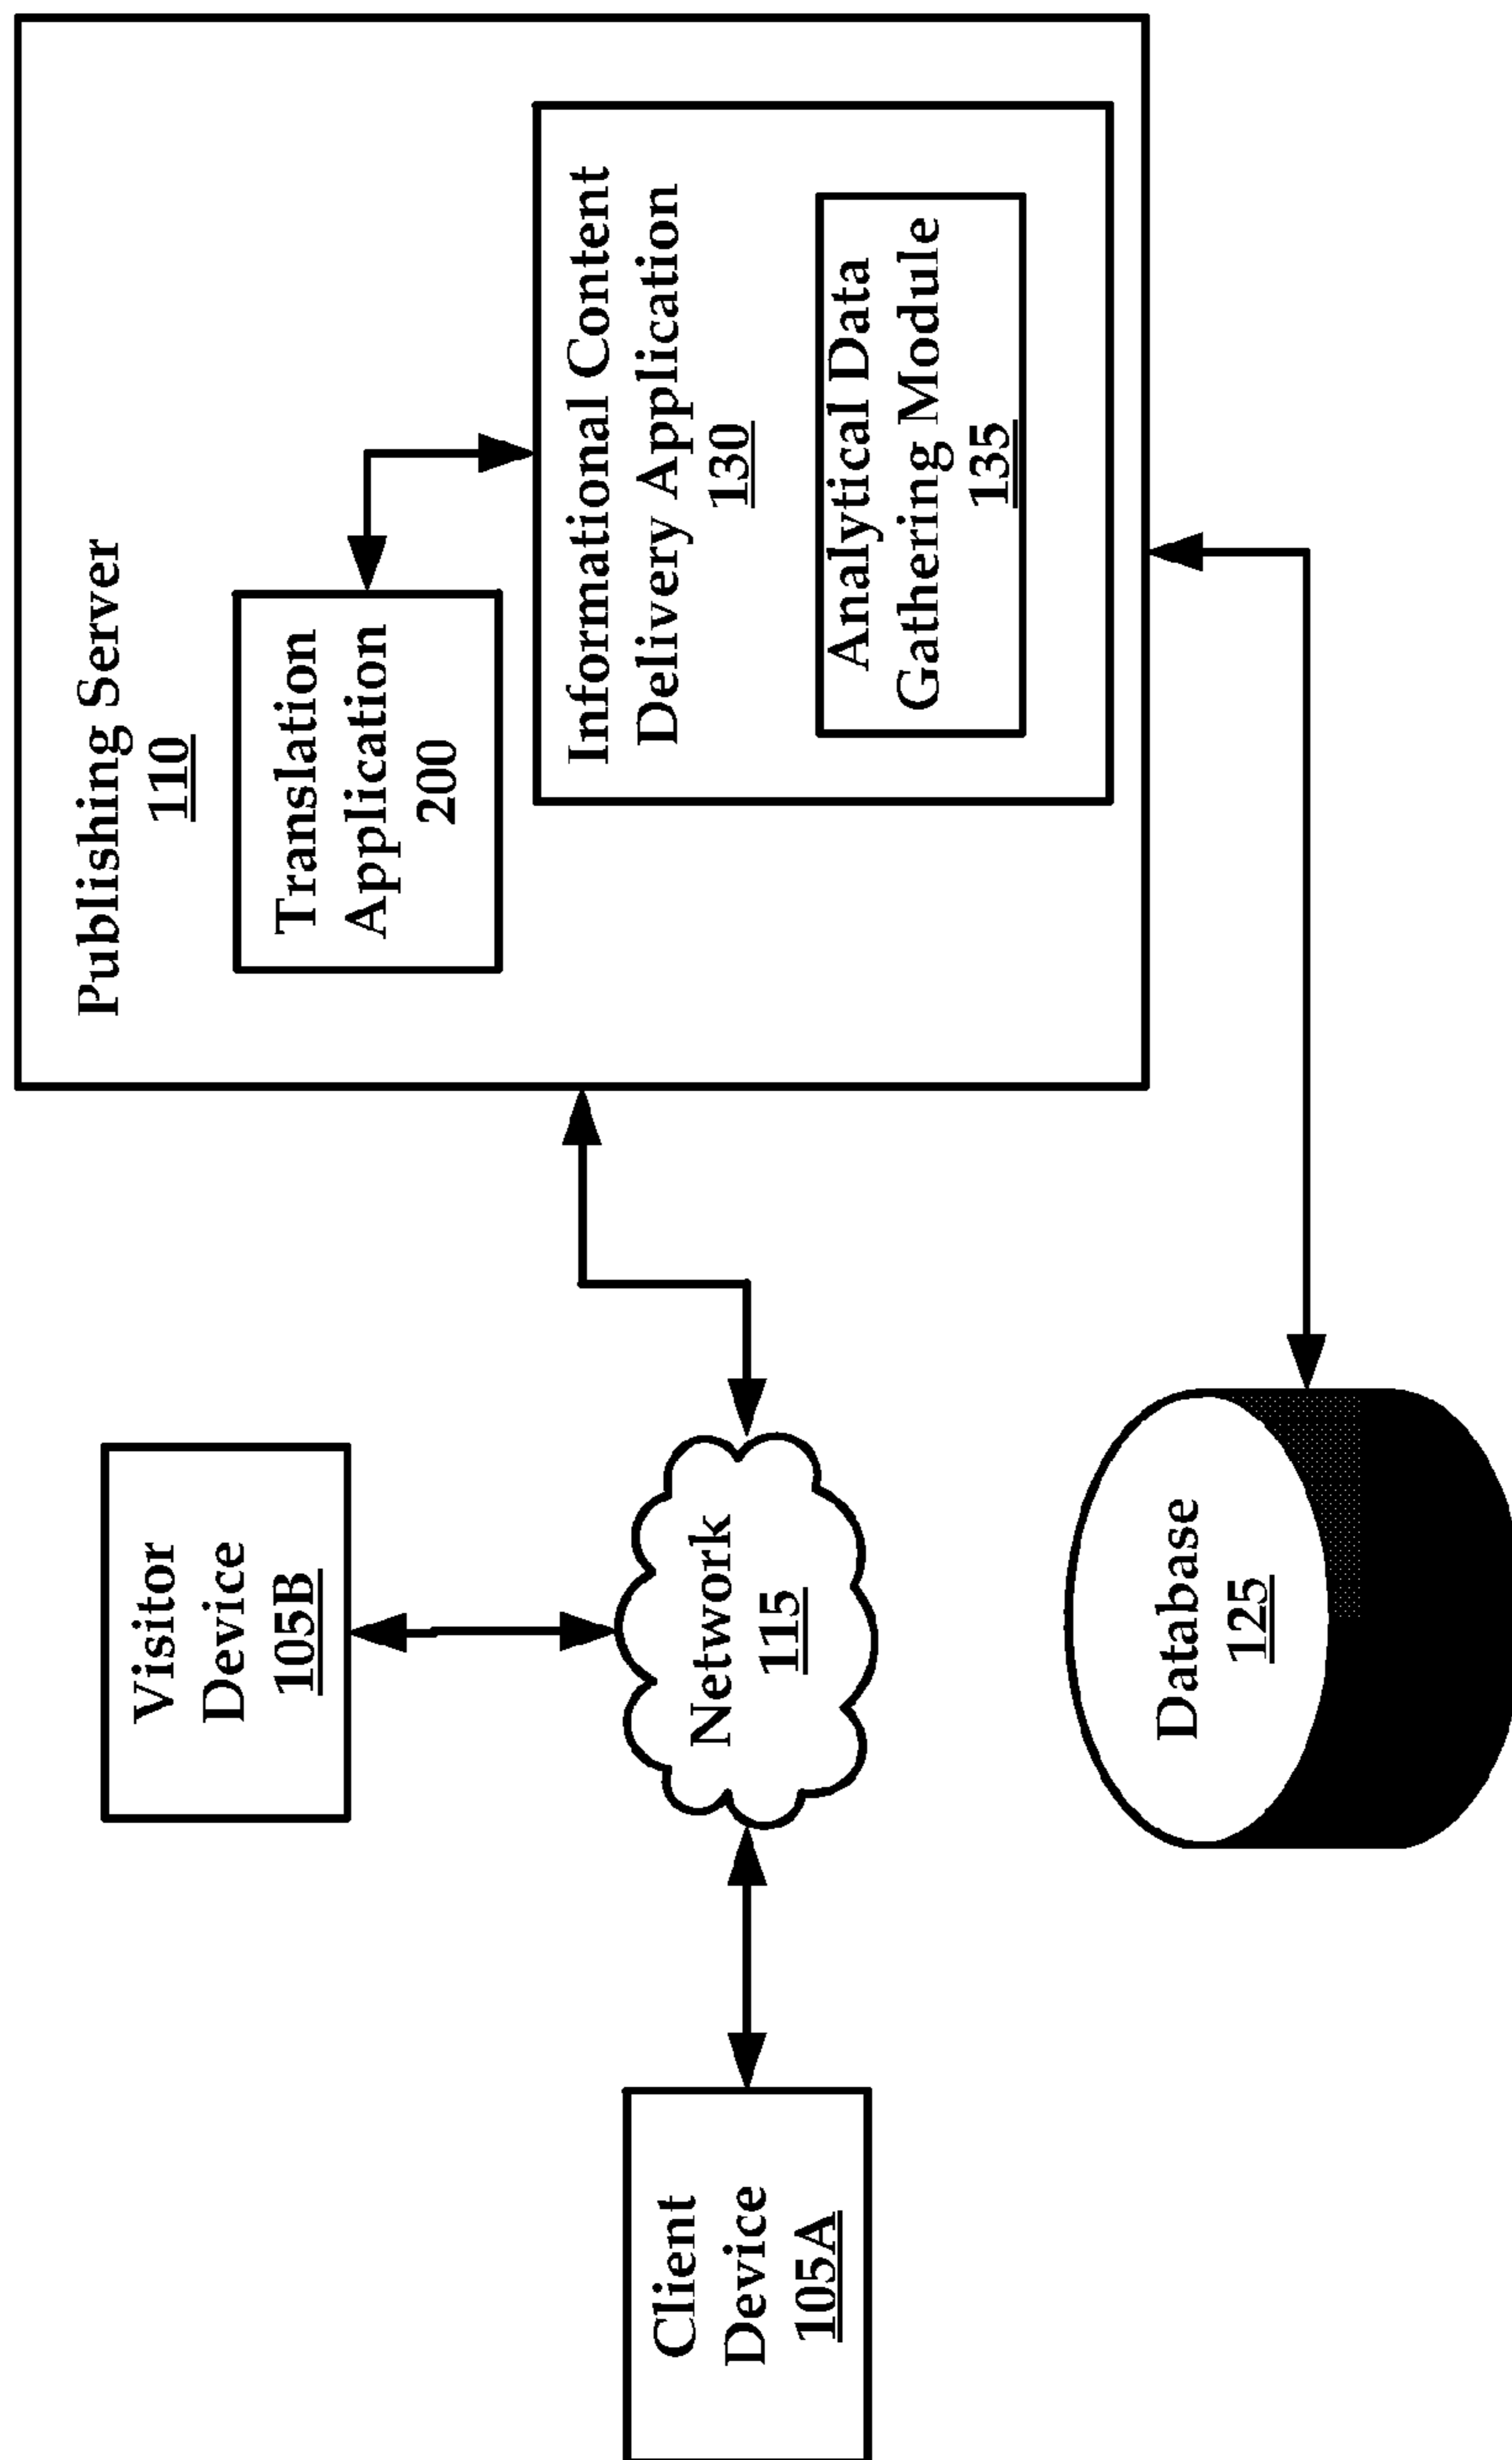 Publishing Server
110
Translation
Application
200
Informational Content
Delivery Application
130
Analytical Data
Gathering Module
135
Visitor
Device
105B
Network
115
Client
Device
105A
Database
125